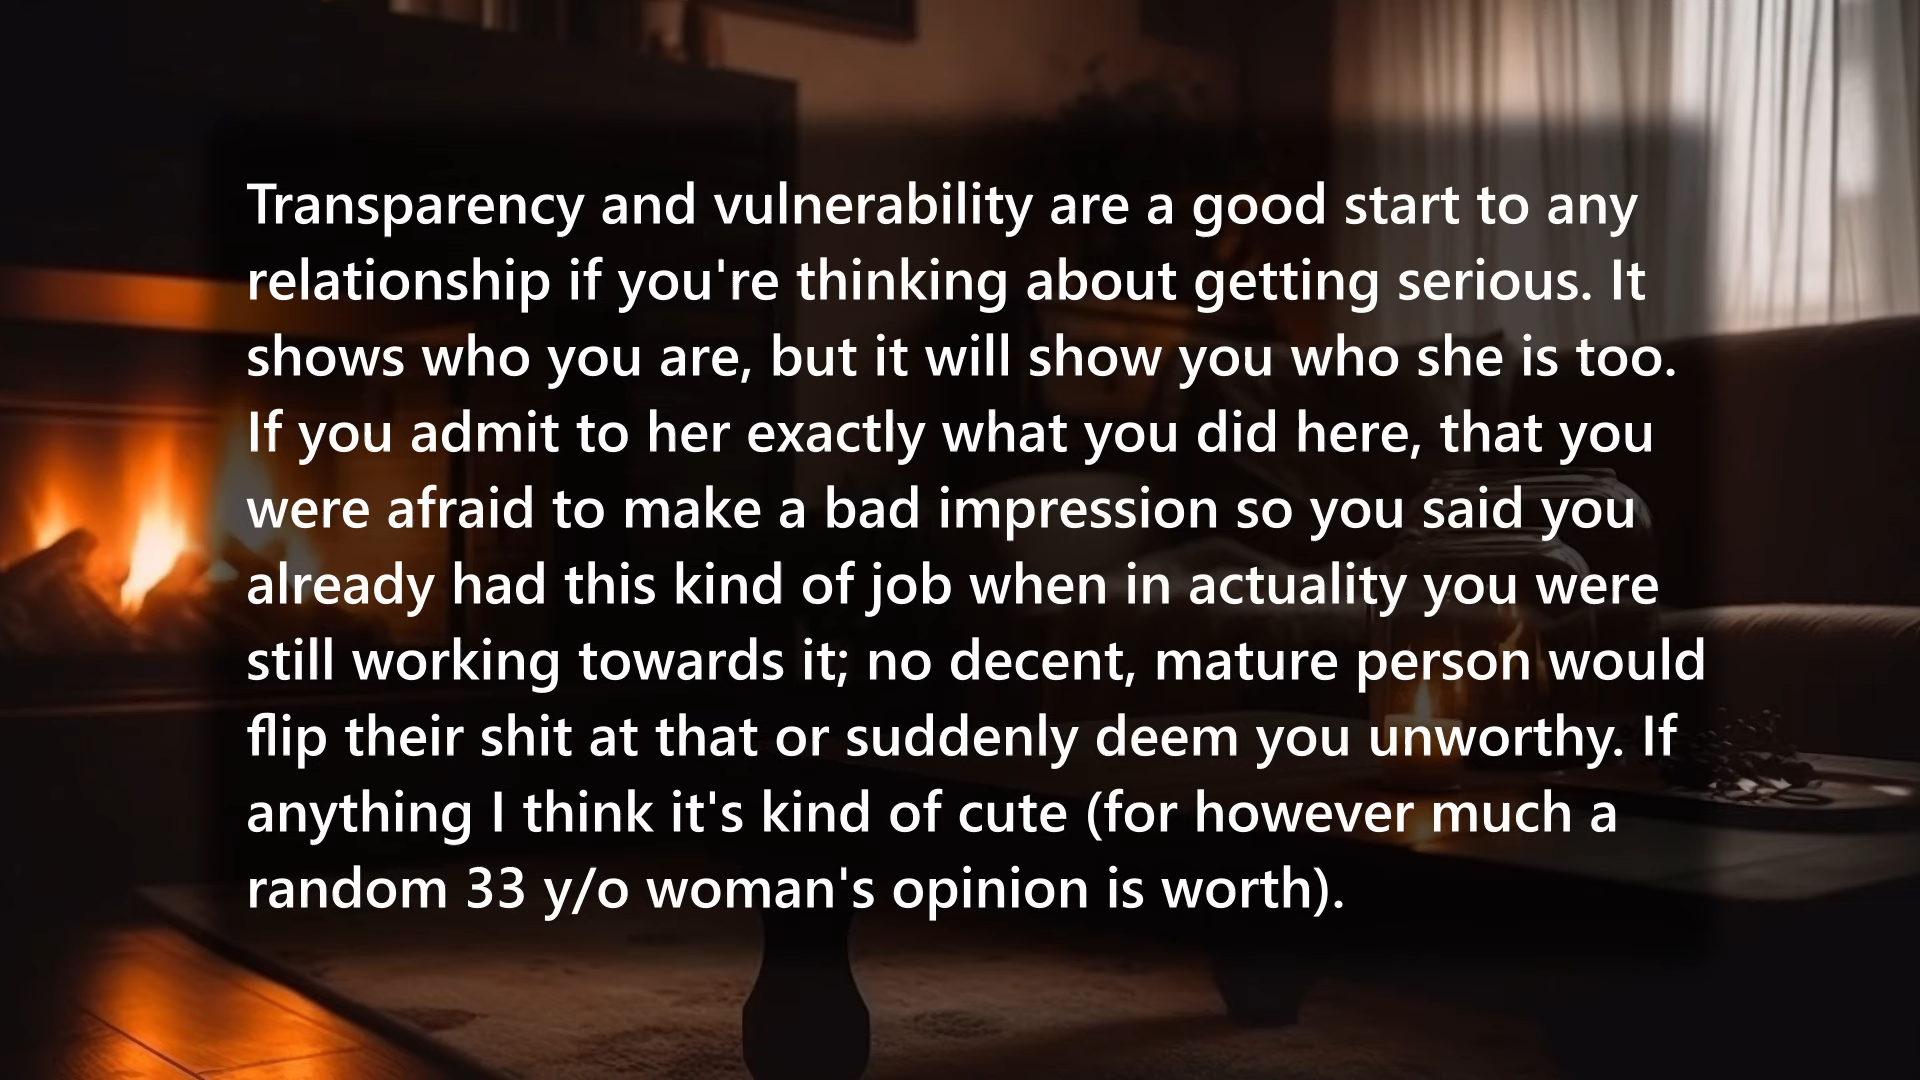 Transparency and vulnerability are a good start to any
relationship if you're thinking about getting serious. It
shows who you are, but it will show you who she is too.
If you admit to her exactly what you did here, that you
were afraid to make a bad impression so you said you
already had this kind of job when in actuality you were
still working towards it; no decent, mature person would
flip their shit at that or suddenly deem you unworthy. If
anything I think it's kind of cute (for however much a
random 33 y/o woman's opinion is worth).